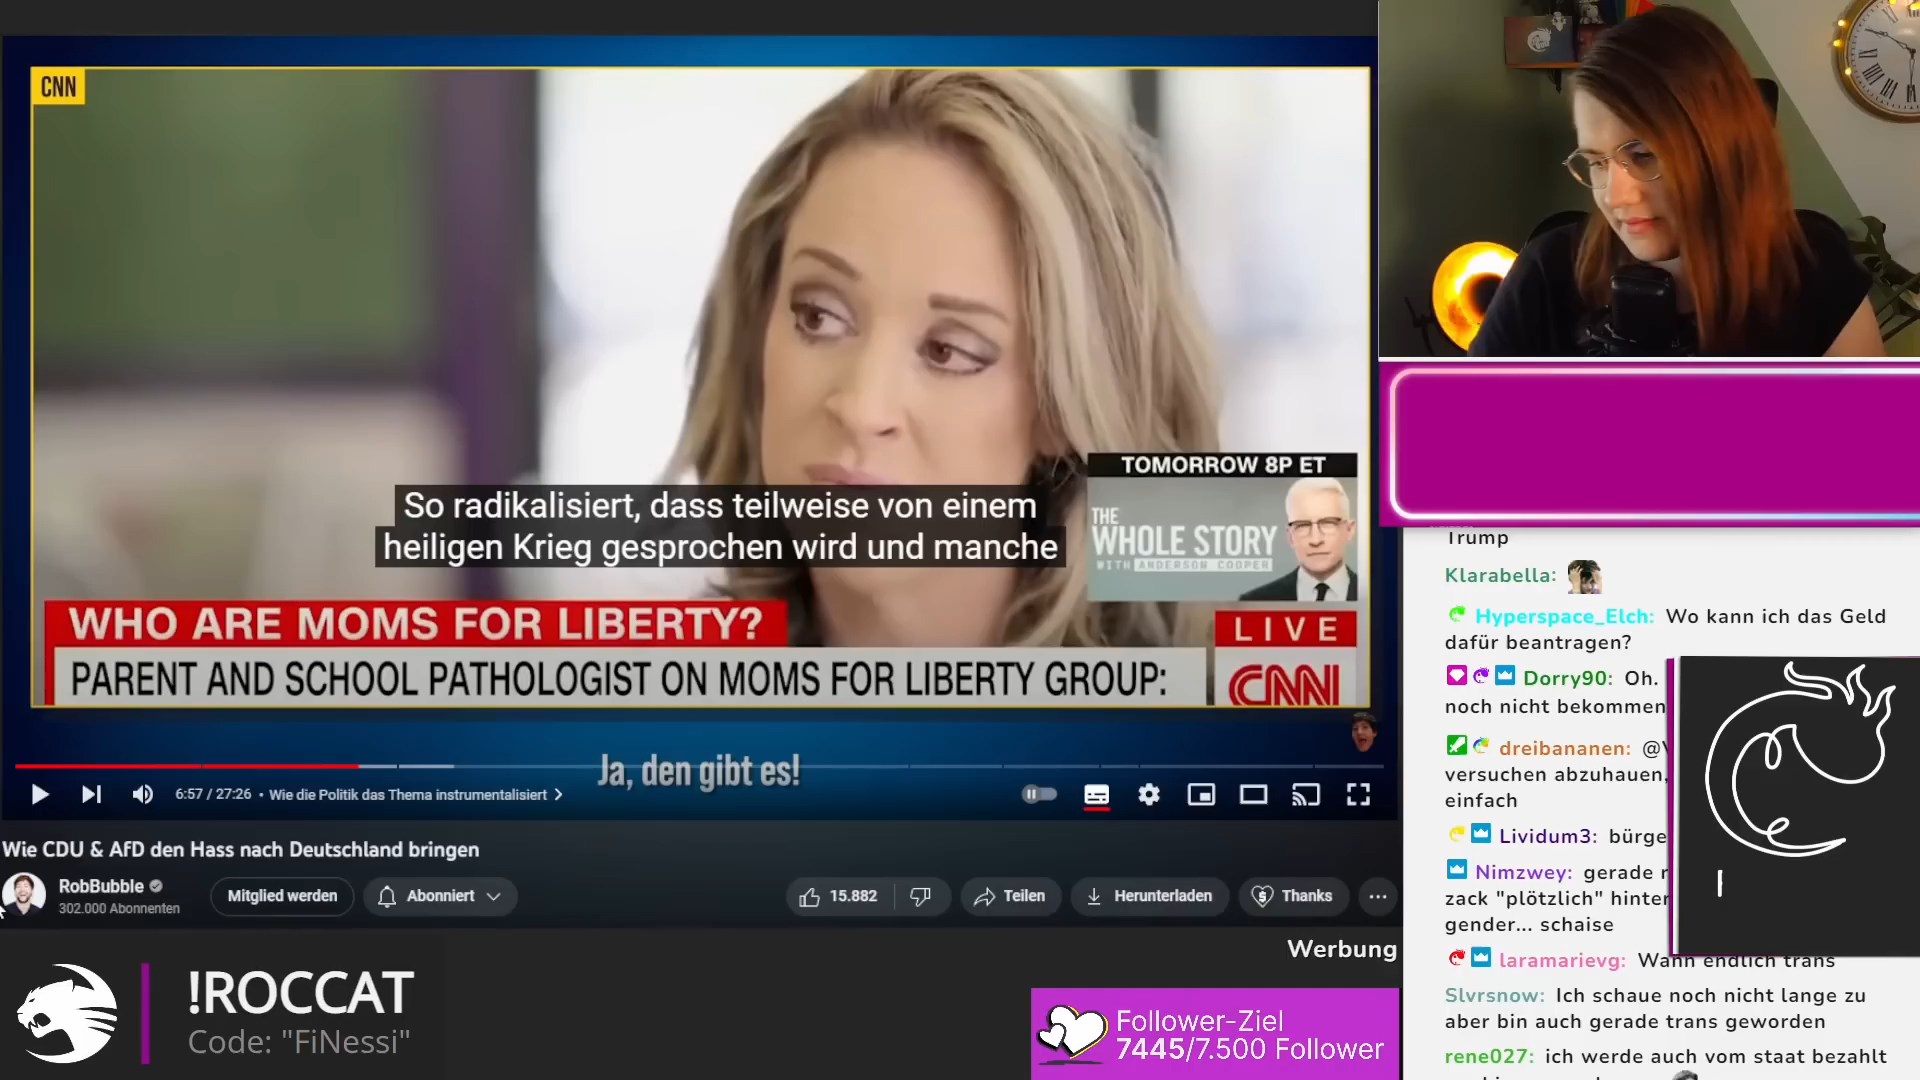 CNN
So radikalisiert, dass teilweise von einem
heiligen Krieg gesprochen wird und manche
TOMORROW 8P ET
THE
WHOLE STORY
WITH ANDERSON COOPER
WHO ARE MOMS FOR LIBERTY?
PARENT AND SCHOOL PATHOLOGIST ON MOMS FOR LIBERTY GROUP:
LIVE
CNN
Ja, den gibt es!
6:57 / 27:26 • Wie die Politik das Thema instrumentalisiert
Wie CDU & AfD den Hass nach Deutschland bringen
RobBubble
302.000 Abonnenten
Mitglied werden
Abonniert
15.882
Teilen
Herunterladen
Thanks
Werbung
!ROCCAT
Code: "FiNessi"
Follower-Ziel
7445/7.500 Follower
Trump
Klarabella:
Hyperspace_Elch: Wo kann ich das Geld
dafür beantragen?
Dorry90: Oh.
noch nicht bekommen
dreibananen:
versuchen abzuhauen,
einfach
Lividum3: bürge
Nimzwey: gerade
zack "plötzlich" hinter
gender... schaise
laramarievg: Wahn endlich trans
Slvrsnow: Ich schaue noch nicht lange zu
aber bin auch gerade trans geworden
rene027: ich werde auch vom staat bezahlt